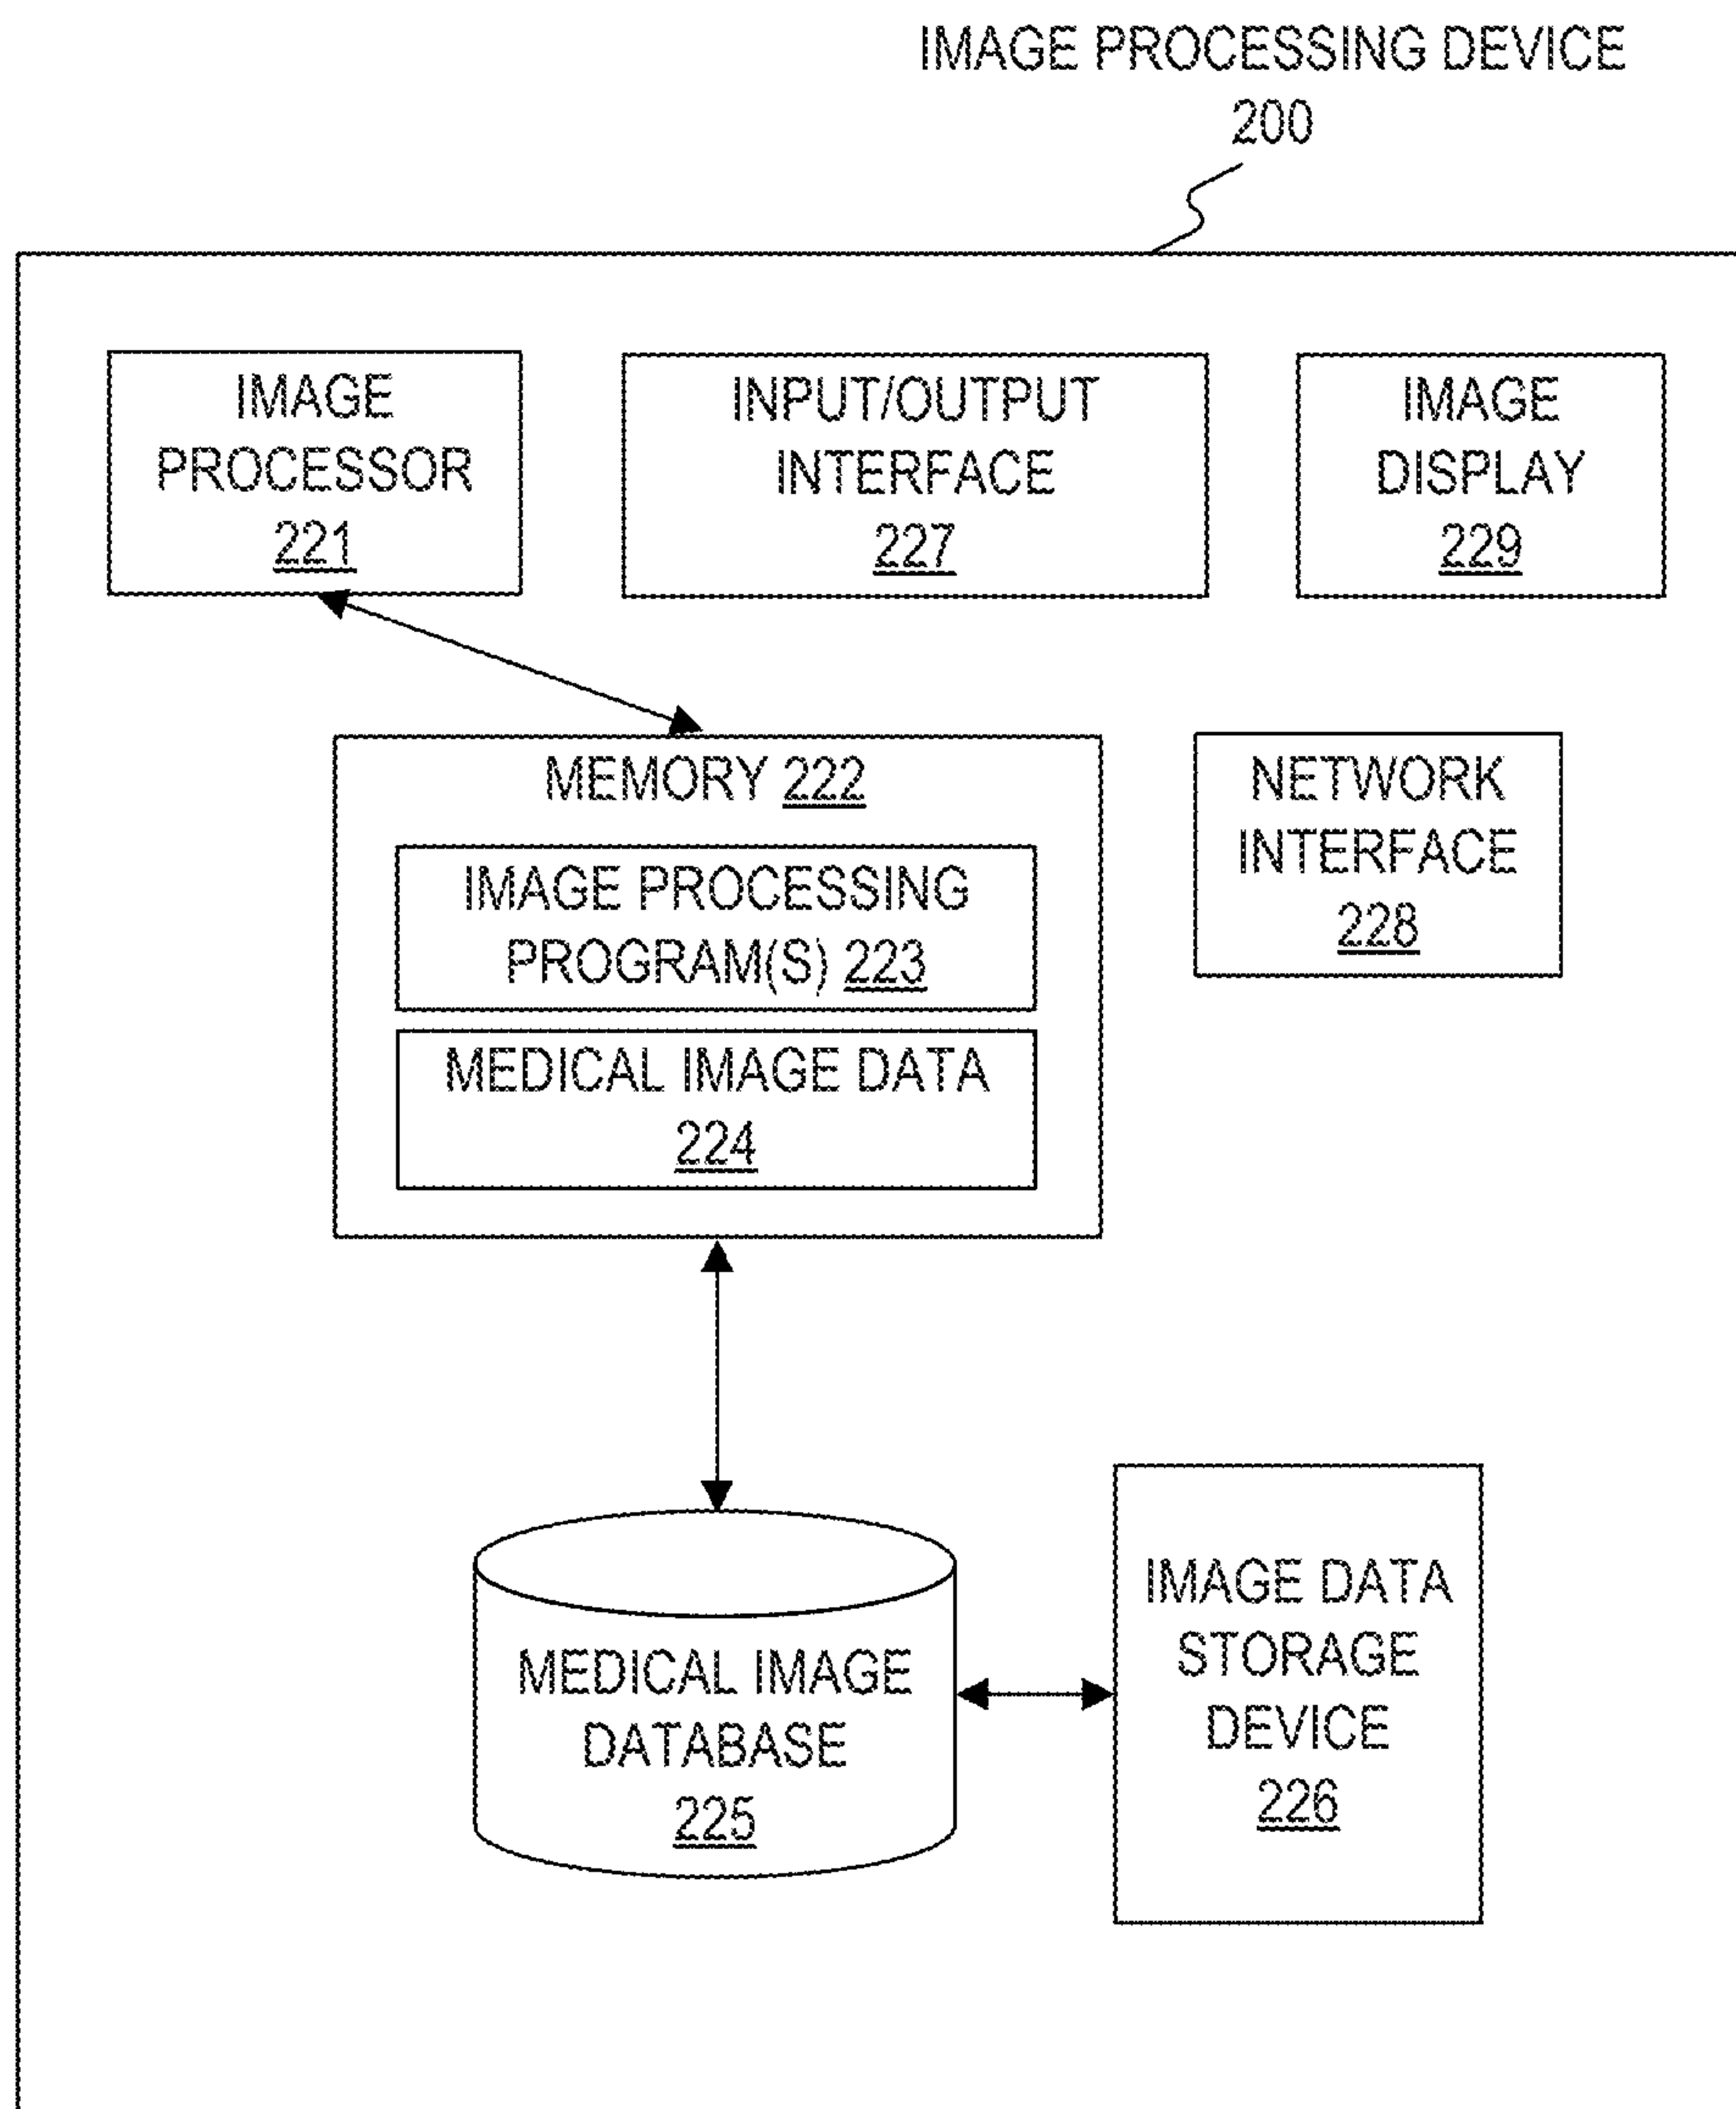 IMAGE PROCESSING DEVICE
200
IMAGE
PROCESSOR
221
INPUT/OUTPUT
INTERFACE
227
IMAGE
DISPLAY
229
MEMORY 222
IMAGE PROCESSING
PROGRAM(S) 223
MEDICAL IMAGE DATA
224
NETWORK
INTERFACE
228
MEDICAL IMAGE
DATABASE
225
IMAGE DATA
STORAGE
DEVICE
226